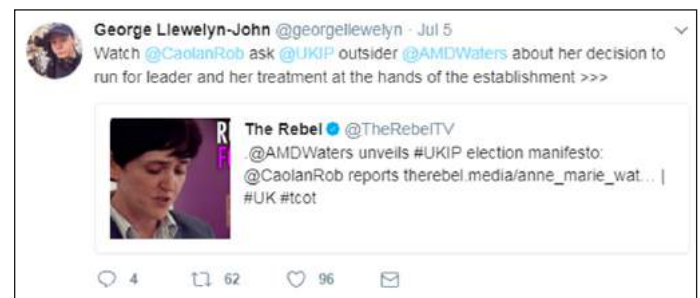 George Llewelyn-John @georgellewelyn · Jul 5
Watch @CaolanRob ask @UKIP outsider @AMDWaters about her decision to
run for leader and her treatment at the hands of the establishment >>>
The Rebel @TheRebelTV
.@AMDWaters unveils #UKIP election manifesto:
@CaolanRob reports therebel.media/anne_marie_wat... |
#UK #tcot
4 62 96